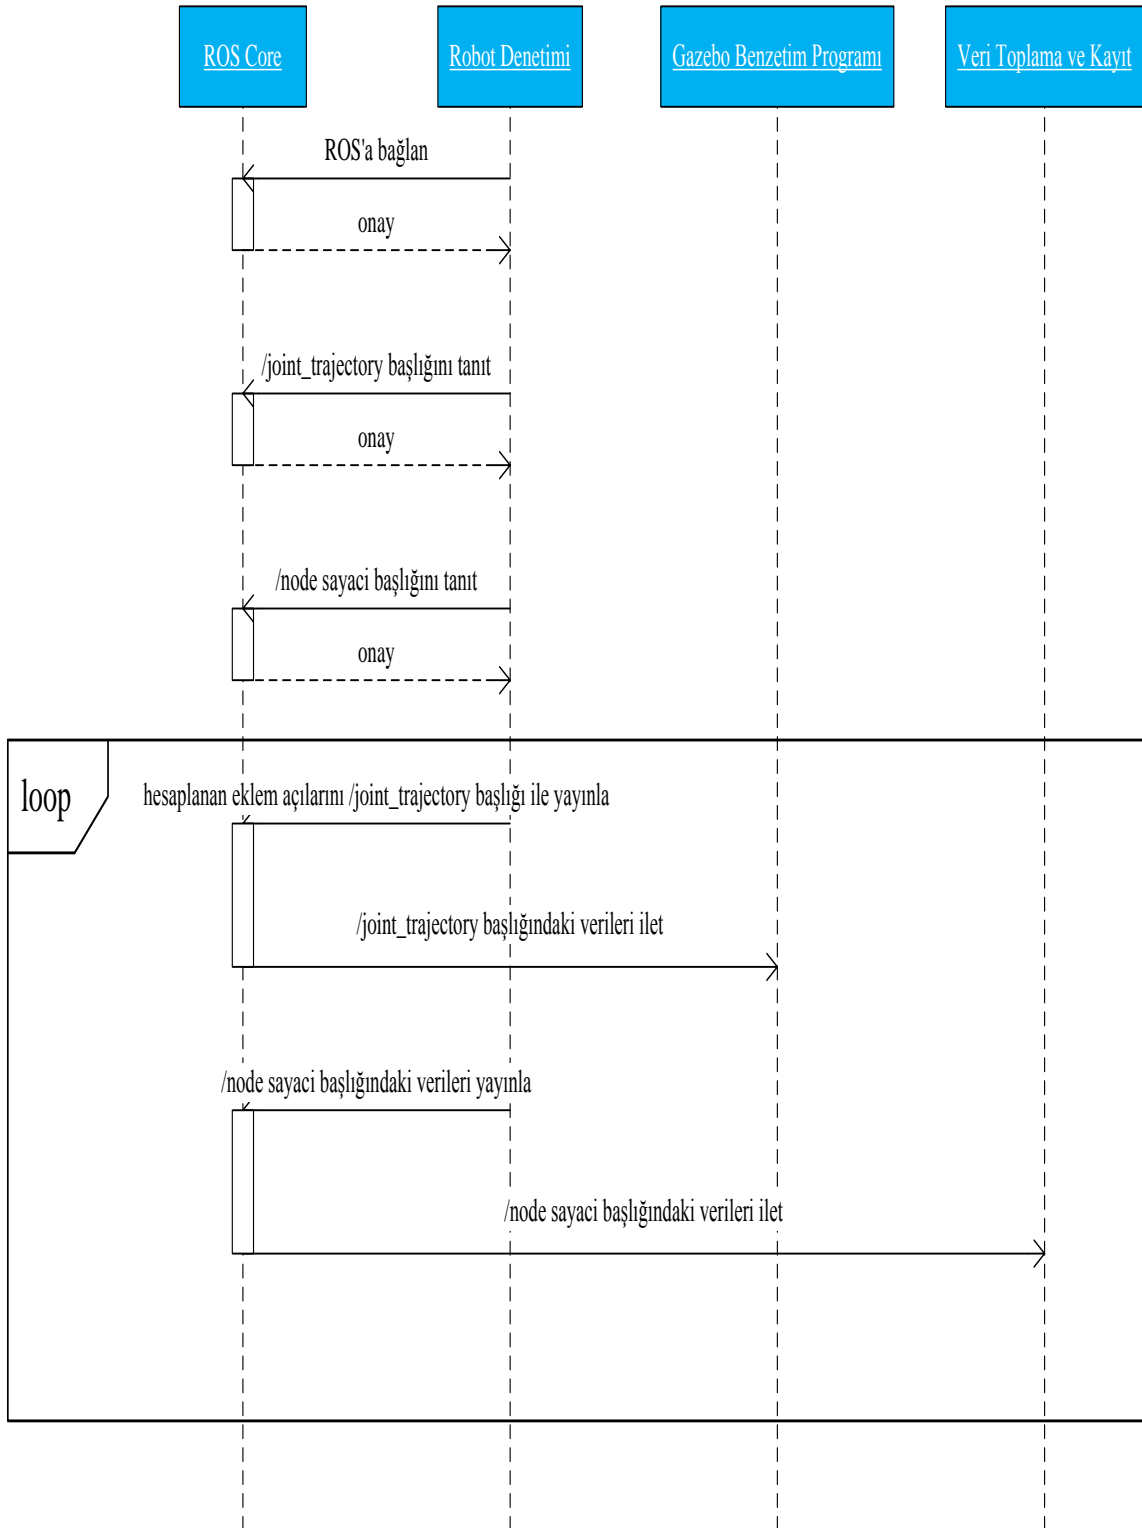 ROS Core
Robot Denetimi
Gazebo Benzetim Programı
Veri Toplama ve Kayıt
ROS'a bağlan
onay
/joint_trajectory başlığını tanıt
onay
/node sayaci başlığını tanıt
onay
loop
hesaplanan eklem açılarını /joint_trajectory başlığı ile yayınla
/joint_trajectory başlığındaki verileri ilet
/node sayaci başlığındaki verileri yayınla
/node sayaci başlığındaki verileri ilet